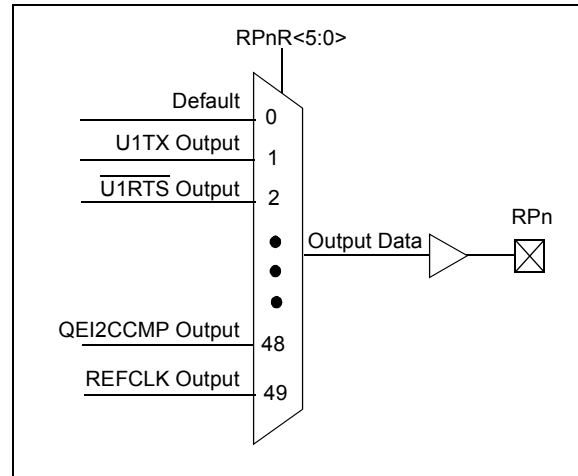 RPnR<5:0>
Default
0
U1TX Output
1
U1RTS Output
2
RPn
Output Data
QEI2CCMP Output
48
REFCLK Output
49